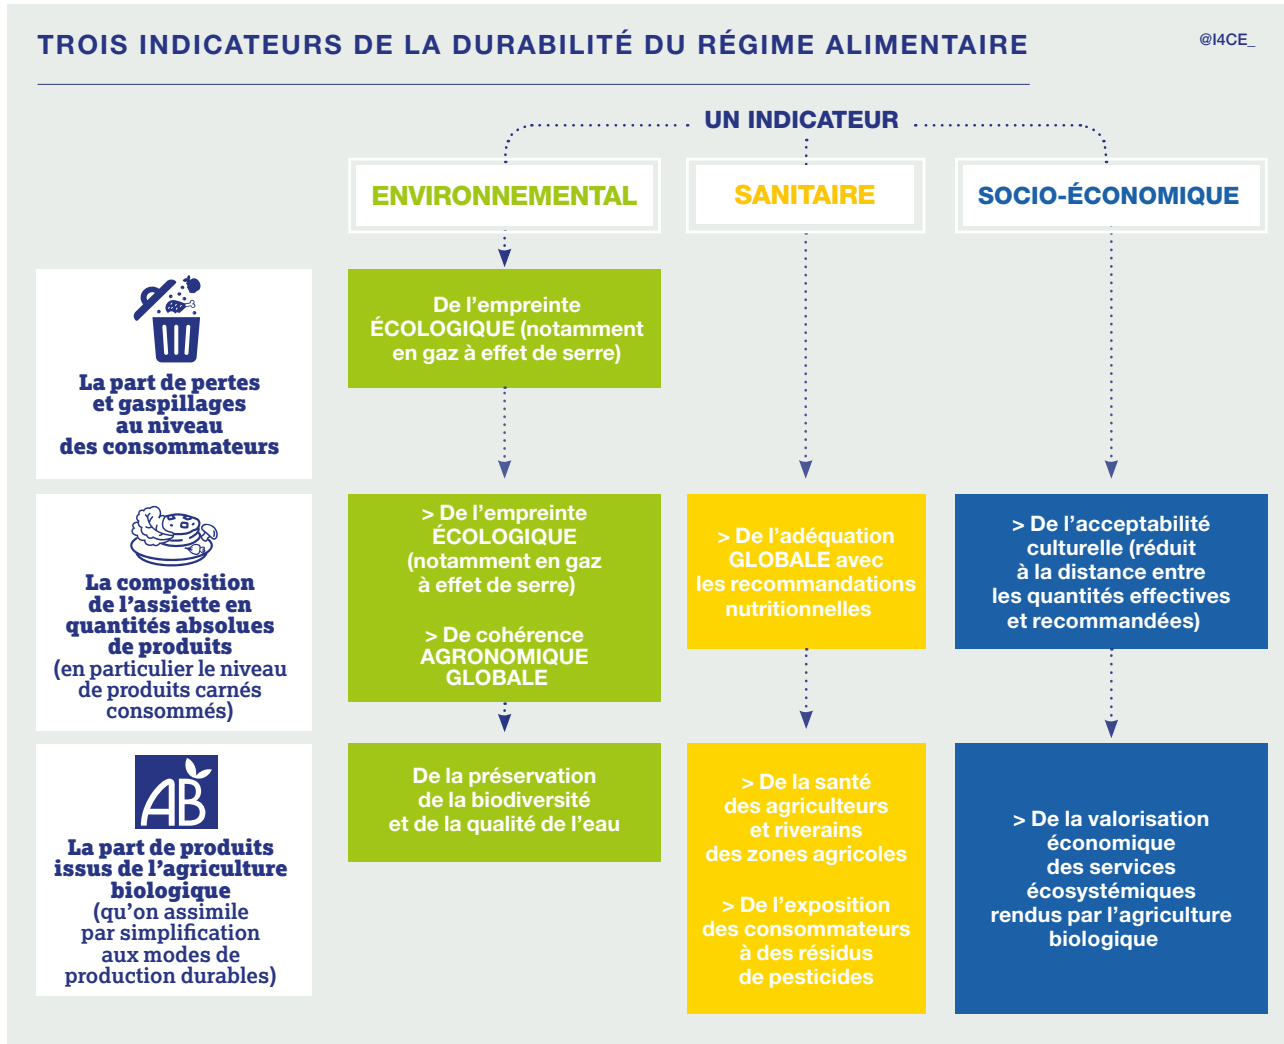 TROIS INDICATEURS DE LA DURABILITÉ DU RÉGIME ALIMENTAIRE
@I4CE_
UN INDICATEUR
ENVIRONNEMENTAL
SANITAIRE
SOCIO-ÉCONOMIQUE
La part de pertes
et gaspillages
au niveau
des consommateurs
De l’empreinte
ÉCOLOGIQUE (notamment
en gaz à effet de serre)
La composition
de l’assiette en
quantités absolues
de produits
(en particulier le niveau
de produits carnés
consommés)
> De l’empreinte
ÉCOLOGIQUE
(notamment en gaz
à effet de serre)
> De cohérence
AGRONOMIQUE
GLOBALE
> De l’adéquation
GLOBALE avec
les recommandations
nutritionnelles
> De l’acceptabilité
culturelle (réduit
à la distance entre
les quantités effectives
et recommandées)
AB
La part de produits
issus de l’agriculture
biologique
(qu’on assimile
par simplification
aux modes de
production durables)
De la préservation
de la biodiversité
et de la qualité de l’eau
> De la santé
des agriculteurs
et riverains
des zones agricoles
> De l’exposition
des consommateurs
à des résidus
de pesticides
> De la valorisation
économique
des services
écosystémiques
rendus par l’agriculture
biologique